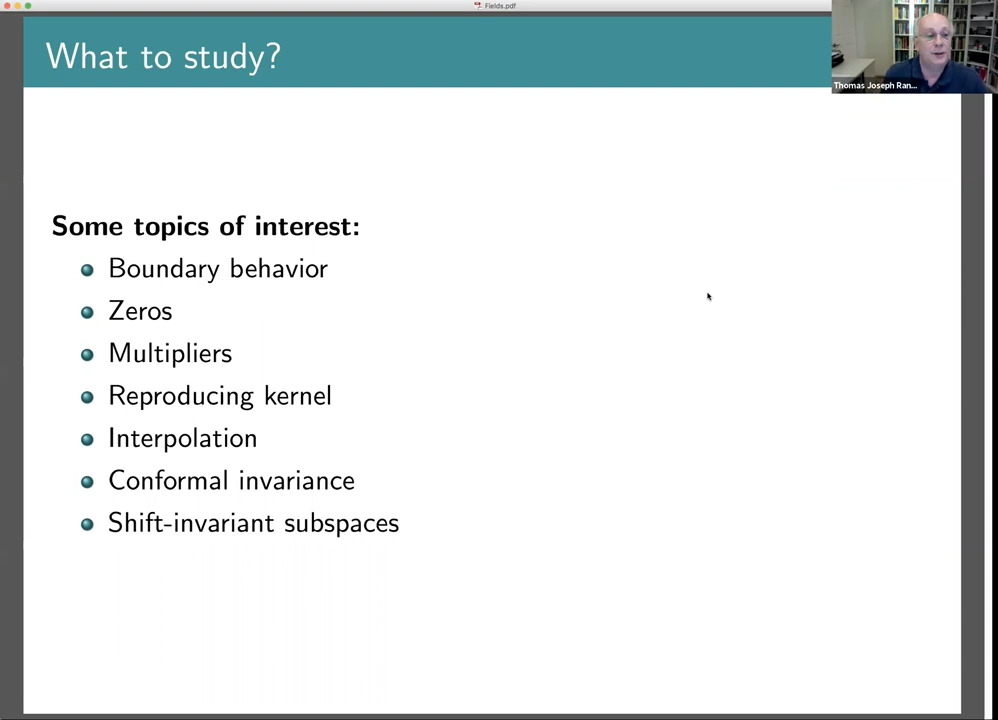 Fields.pdf
What to study?
Thomas Joseph Ran...
Some topics of interest:
Boundary behavior
Zeros
Multipliers
Reproducing kernel
Interpolation
Conformal invariance
Shift-invariant subspaces